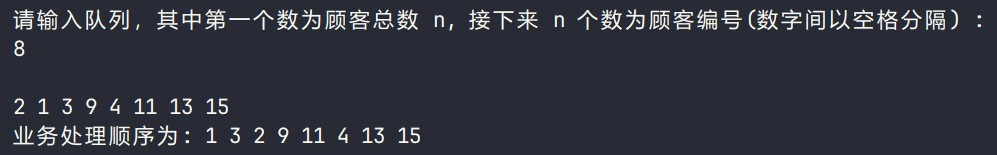 请输入队列，其中第一个数为顾客总数 n, 接下来 n 个数为顾客编号(数字间以空格分隔) :
8
2 1 3 9 4 11 13 15
业务处理顺序为: 1 3 2 9 11 4 13 15